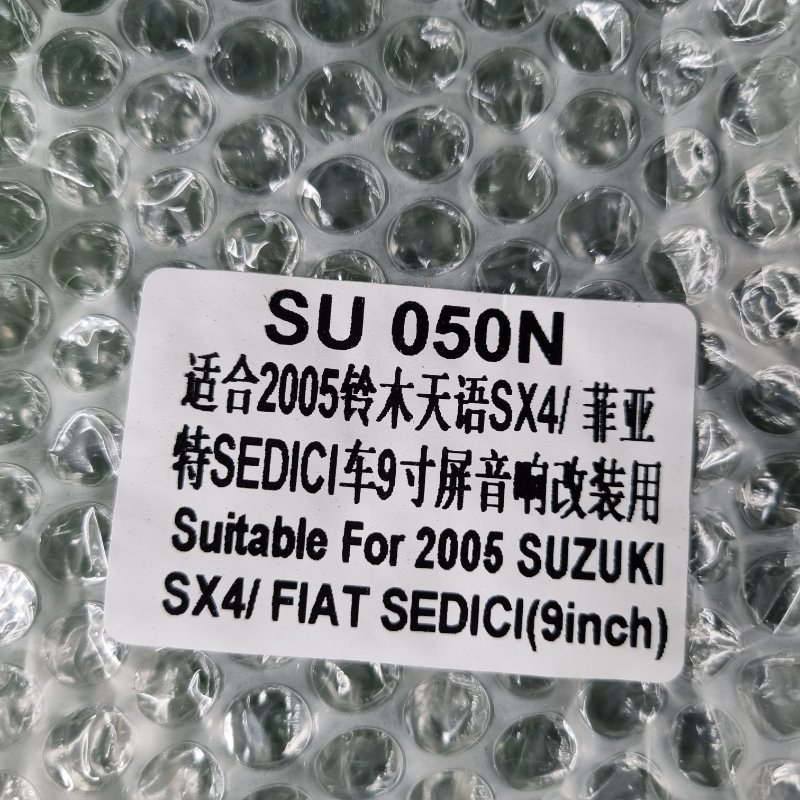 SU 050N
适合2005铃木天语SX4/ 菲亚
特SEDICI车9寸屏音响改装用
Suitable For 2005 SUZUKI
SX4/ FIAT SEDICI(9inch)